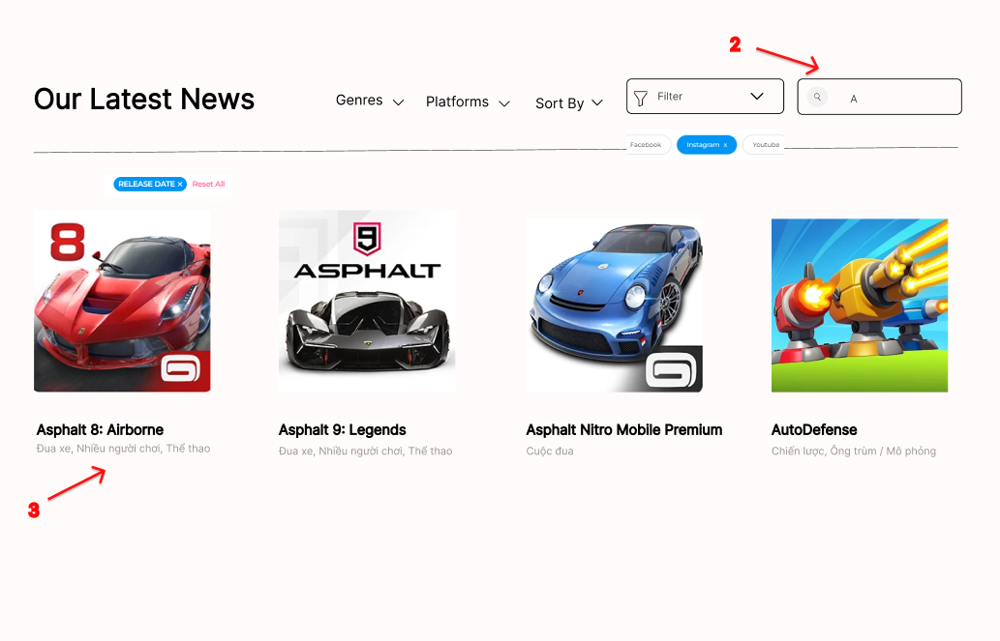 2
Our Latest News
Genres
Platforms
Sort By
Filter
A
Facebook
Instagram x
Youtube
RELEASE DATE ×
Reset All
8
9
ASPHALT
Asphalt 8: Airborne
Đua xe, Nhiều người chơi, Thể thao
Asphalt 9: Legends
Đua xe, Nhiều người chơi, Thể thao
Asphalt Nitro Mobile Premium
Cuộc đua
AutoDefense
Chiến lược, Ông trùm / Mô phỏng
3